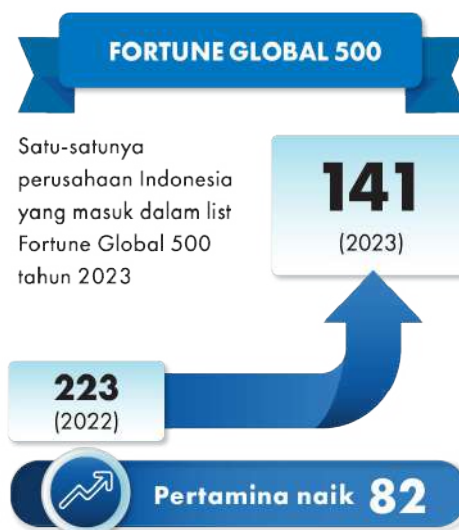 FORTUNE GLOBAL 500
Satu-satunya
perusahaan Indonesia
yang masuk dalam list
Fortune Global 500
tahun 2023
141
(2023)
223
(2022)
Pertamina naik 82